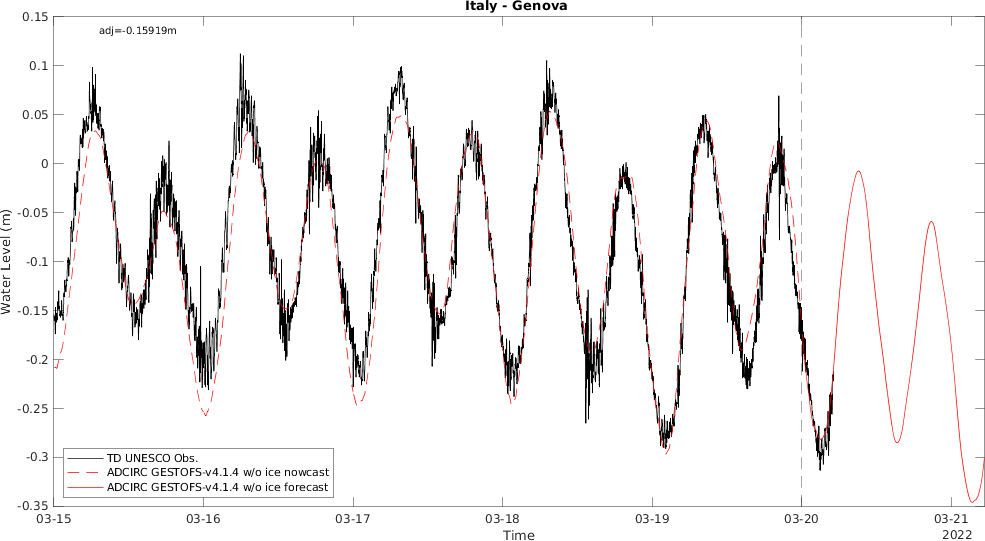 Italy - Genova
adj=-0.15919m
0.15
0.1
0.05
0
-0.05
-0.1
-0.15
-0.2
-0.25
-0.3
-0.35
Water Level (m)
TD UNESCO Obs.
ADCIRC GESTOFS-v4.1.4 w/o ice nowcast
ADCIRC GESTOFS-v4.1.4 w/o ice forecast
03-15 03-16 03-17 03-18 03-19 03-20 03-21
Time 2022